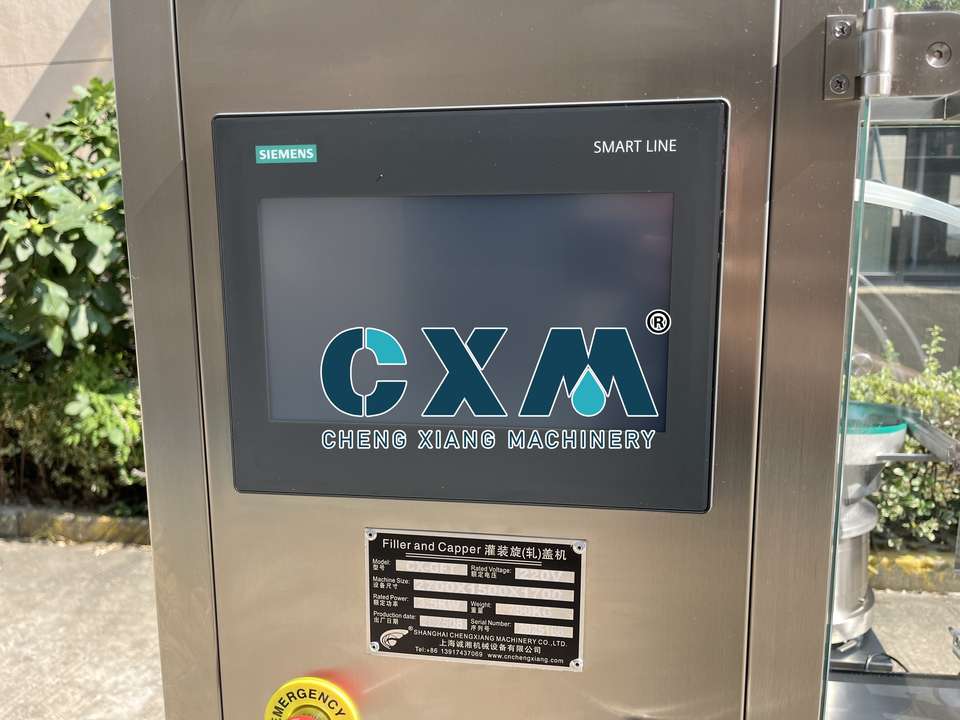 SIEMENS
SMART LINE
CXM®
CHENG XIANG MACHINERY
Filler and Capper 灌装旋(轧)盖机
Model: Rated Voltage: 220V
型号 额定电压
Machine Size: 2700X1500X1700
设备尺寸
Rated Power: Weight:
额定功率 重量
Production date: Serial Number:
出厂日期 序列号
® SHANGHAI CHENGXIANG MACHINERY CO.,LTD.
上海诚湘机械设备有限公司
Tel:+86 13917437069 www.cnchengxiang.com
EMERGENCY